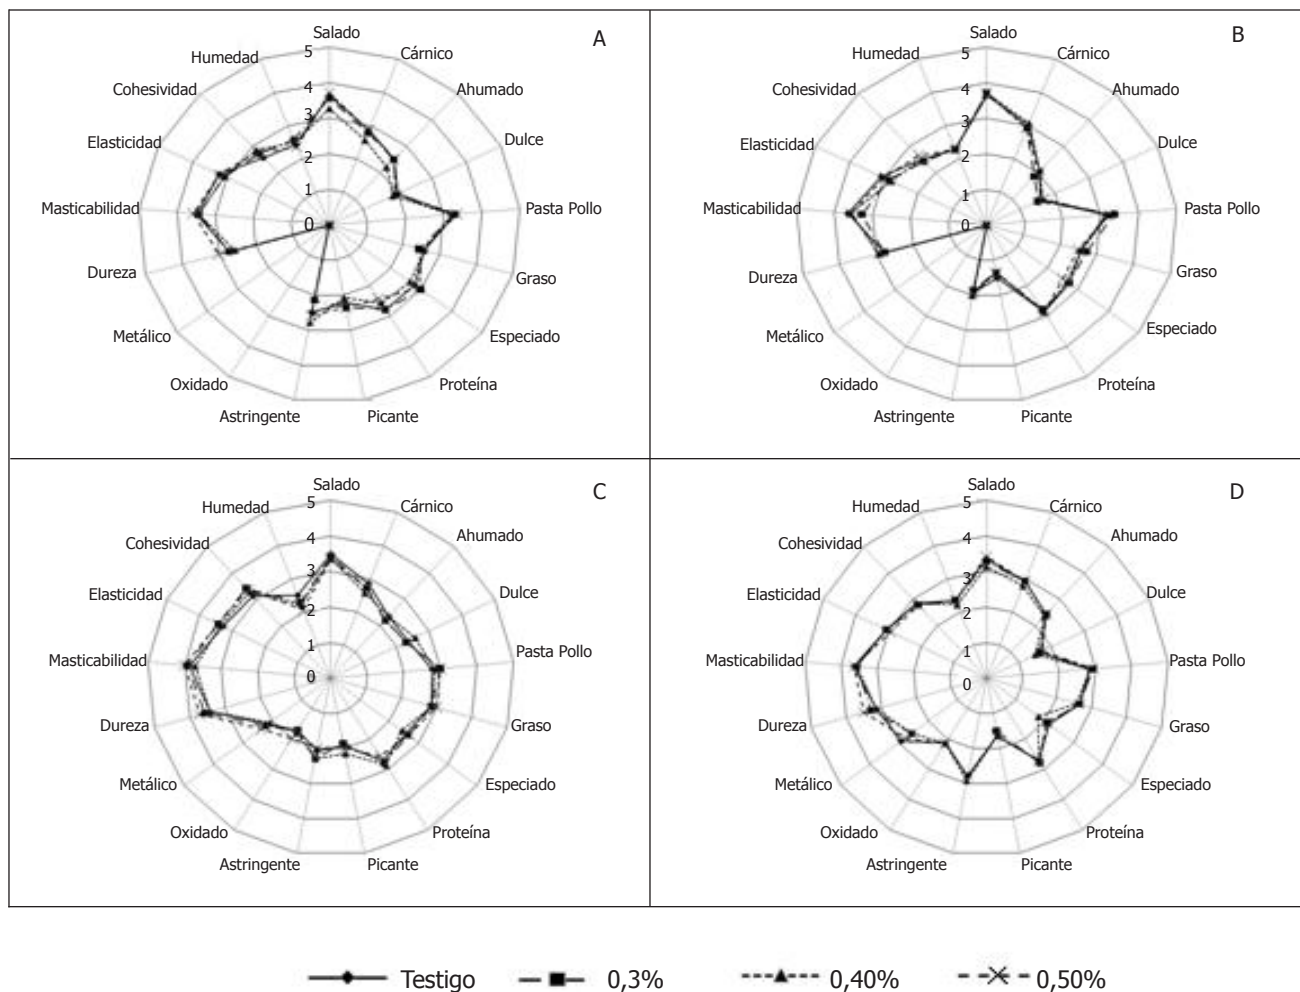 A
Salado
Cárnico
Ahumado
Dulce
Pasta Pollo
Graso
Especiado
Proteína
Picante
Astringente
Oxidado
Metálico
Dureza
Masticabilidad
Elasticidad
Cohesividad
Humedad
5
4
3
2
1
0
B
Salado
Cárnico
Ahumado
Dulce
Pasta Pollo
Graso
Especiado
Proteína
Picante
Astringente
Oxidado
Metálico
Dureza
Masticabilidad
Elasticidad
Cohesividad
Humedad
5
4
3
2
1
0
C
Salado
Cárnico
Ahumado
Dulce
Pasta Pollo
Graso
Especiado
Proteína
Picante
Astringente
Oxidado
Metálico
Dureza
Masticabilidad
Elasticidad
Cohesividad
Humedad
5
4
3
2
1
0
D
Salado
Cárnico
Ahumado
Dulce
Pasta Pollo
Graso
Especiado
Proteína
Picante
Astringente
Oxidado
Metálico
Dureza
Masticabilidad
Elasticidad
Cohesividad
Humedad
5
4
3
2
1
0
Testigo 0,3% 0,40% 0,50%